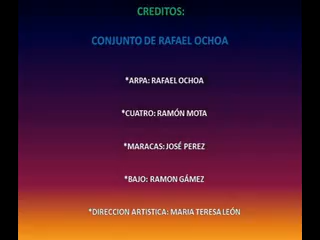 CREDITOS:
CONJUNTO DE RAFAEL OCHOA
*ARPA: RAFAEL OCHOA
*CUATRO: RAMÓN MOTA
*MARACAS: JOSÉ PEREZ
*BAJO: RAMON GÁMEZ
*DIRECCION ARTISTICA: MARIA TERESA LEÓN